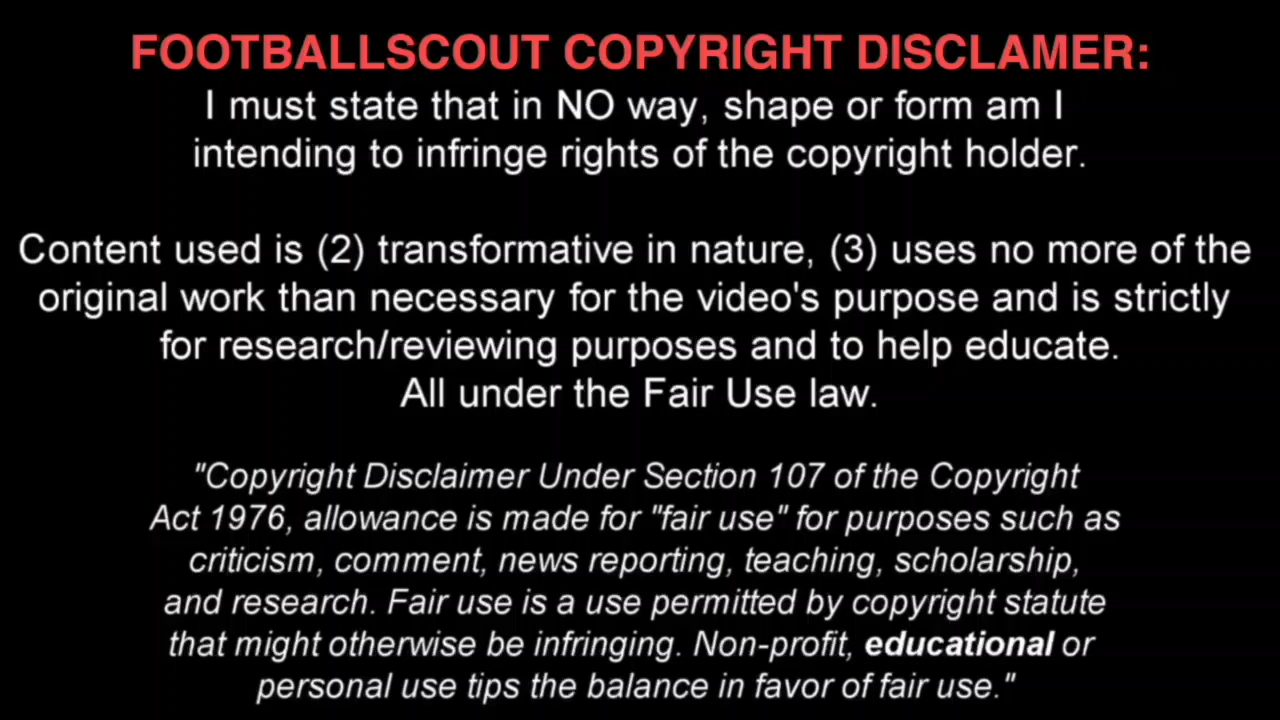 FOOTBALLSCOUT COPYRIGHT DISCLAMER:
I must state that in NO way, shape or form am I
intending to infringe rights of the copyright holder.
Content used is (2) transformative in nature, (3) uses no more of the
original work than necessary for the video's purpose and is strictly
for research/reviewing purposes and to help educate.
All under the Fair Use law.
"Copyright Disclaimer Under Section 107 of the Copyright
Act 1976, allowance is made for "fair use" for purposes such as
criticism, comment, news reporting, teaching, scholarship,
and research. Fair use is a use permitted by copyright statute
that might otherwise be infringing. Non-profit, educational or
personal use tips the balance in favor of fair use."